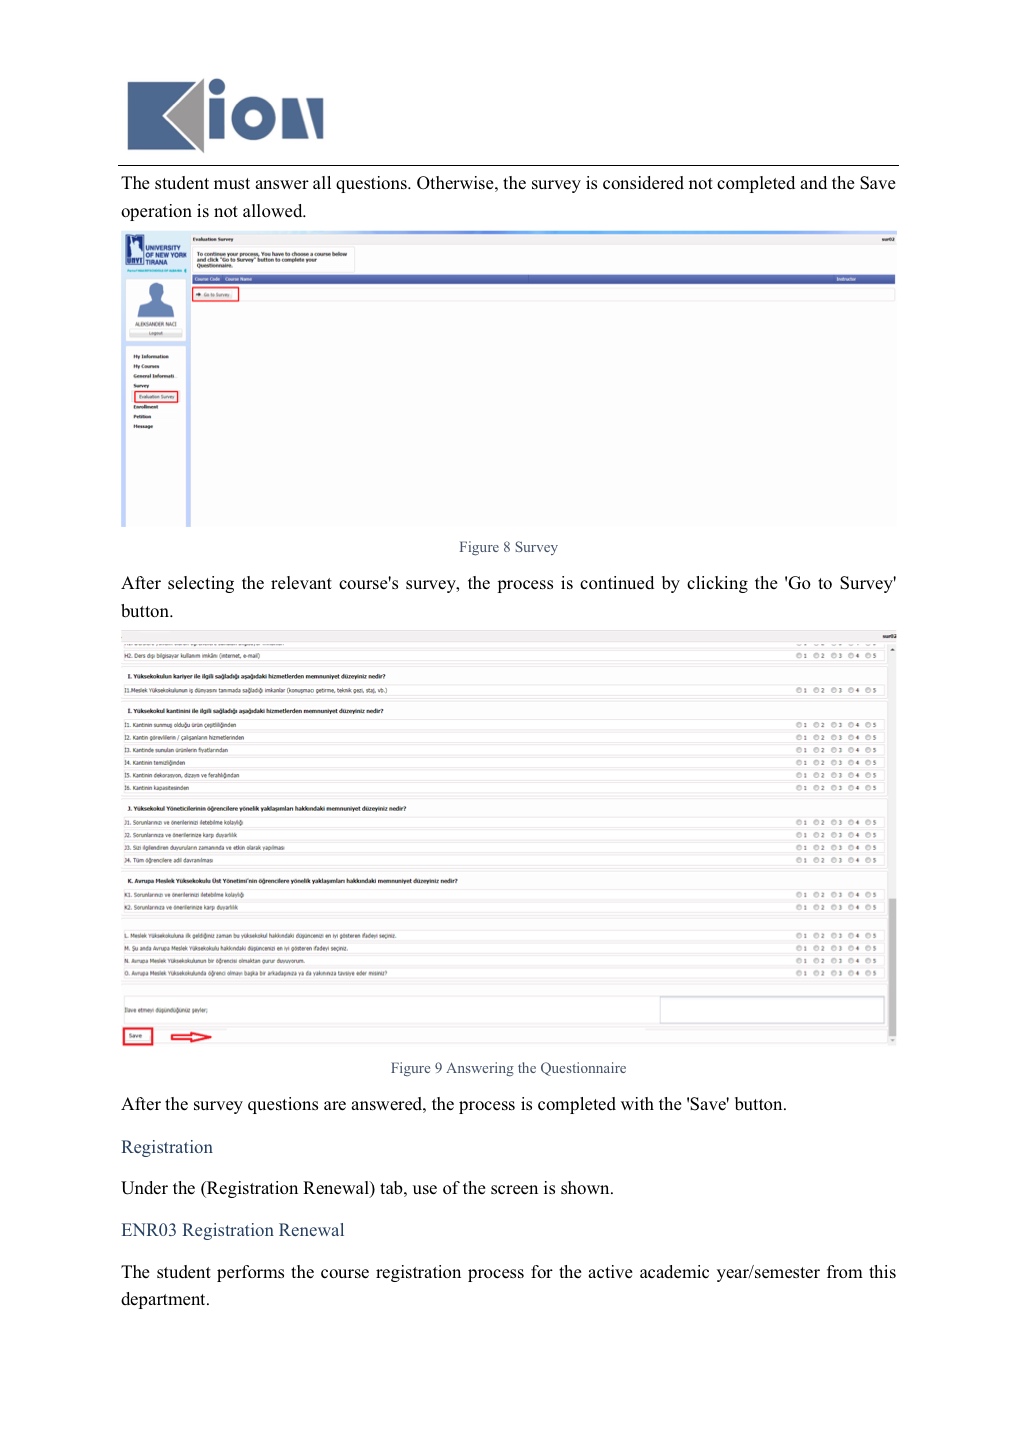 Kion
The student must answer all questions. Otherwise, the survey is considered not completed and the Save
operation is not allowed.
UNIVERSITY
OF NEW YORK
TIRANA
UNYT
Evaluation Survey
sur02
To continue your process, You have to choose a course below
and click "Go to Survey" button to complete your
Questionnaire.
Course Code Course Name Instructor
Go to Survey
ALEKSANDER NACI
Logout
My Information
My Courses
General Informati
Survey
Evaluation Survey
Enrollment
Petition
Message
Figure 8 Survey
After selecting the relevant course's survey, the process is continued by clicking the 'Go to Survey'
button.
sur02
H2. Ders dışı bilgisayar kullanım imkânı (internet, e-mail) 1 2 3 4 5
I. Yüksekokulun kariyer ile ilgili sağladığı aşağıdaki hizmetlerden memnuniyet düzeyiniz nedir?
I1.Meslek Yüksekokulunun iş dünyasını tanımada sağladığı imkanlar (konuşmacı getirme, teknik gezi, staj, vb.) 1 2 3 4 5
İ. Yüksekokul kantinini ile ilgili sağladığı aşağıdaki hizmetlerden memnuniyet düzeyiniz nedir?
İ1. Kantinin sunmuş olduğu ürün çeşitliliğinden 1 2 3 4 5
İ2. Kantin görevlilerin / çalışanların hizmetlerinden 1 2 3 4 5
İ3. Kantinde sunulan ürünlerin fiyatlarından 1 2 3 4 5
İ4. Kantinin temizliğinden 1 2 3 4 5
İ5. Kantinin dekorasyon, dizayn ve ferahlığından 1 2 3 4 5
İ6. Kantinin kapasitesinden 1 2 3 4 5
J. Yüksekokul Yöneticilerinin öğrencilere yönelik yaklaşımları hakkındaki memnuniyet düzeyiniz nedir?
J1. Sorunlarınızı ve önerilerinizi iletebilme kolaylığı 1 2 3 4 5
J2. Sorunlarınıza ve önerilerinize karşı duyarlılık 1 2 3 4 5
J3. Sizi ilgilendiren duyuruların zamanında ve etkin olarak yapılması 1 2 3 4 5
J4. Tüm öğrencilere adil davranılması 1 2 3 4 5
K. Avrupa Meslek Yüksekokulu Üst Yönetimi'nin öğrencilere yönelik yaklaşımları hakkındaki memnuniyet düzeyiniz nedir?
K1. Sorunlarınızı ve önerilerinizi iletebilme kolaylığı 1 2 3 4 5
K2. Sorunlarınıza ve önerilerinize karşı duyarlılık 1 2 3 4 5
L. Meslek Yüksekokuluna ilk geldiğiniz zaman bu yüksekokul hakkındaki düşüncenizi en iyi gösteren ifadeyi seçiniz. 1 2 3 4 5
M. Şu anda Avrupa Meslek Yüksekokulu hakkındaki düşüncenizi en iyi gösteren ifadeyi seçiniz. 1 2 3 4 5
N. Avrupa Meslek Yüksekokulunun bir öğrencisi olmaktan gurur duyuyorum. 1 2 3 4 5
O. Avrupa Meslek Yüksekokulunda öğrenci olmayı başka bir arkadaşınıza ya da yakınınıza tavsiye eder misiniz? 1 2 3 4 5
İlave etmeyi düşündüğünüz şeyler;
Save
Figure 9 Answering the Questionnaire
After the survey questions are answered, the process is completed with the 'Save' button.
Registration
Under the (Registration Renewal) tab, use of the screen is shown.
ENR03 Registration Renewal
The student performs the course registration process for the active academic year/semester from this
department.